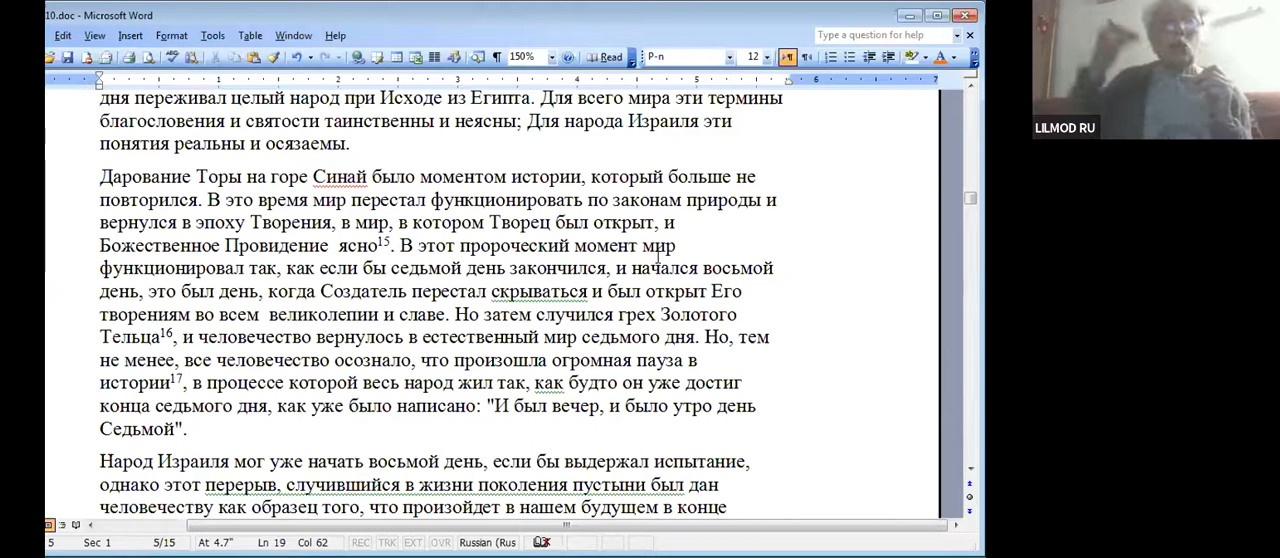 10.doc - Microsoft Word
Edit View Insert Format Tools Table Window Help
Type a question for help
150% Read P-n 12
1 2 3 4 5 6 7
дня переживал целый народ при Исходе из Египта. Для всего мира эти термины
благословения и святости таинственны и неясны; Для народа Израиля эти
понятия реальны и осязаемы.
Дарование Торы на горе Синай было моментом истории, который больше не
повторился. В это время мир перестал функционировать по законам природы и
вернулся в эпоху Творения, в мир, в котором Творец был открыт, и
Божественное Провидение ясно15. В этот пророческий момент мир
функционировал так, как если бы седьмой день закончился, и начался восьмой
день, это был день, когда Создатель перестал скрываться и был открыт Его
творениям во всем великолепии и славе. Но затем случился грех Золотого
Тельца16, и человечество вернулось в естественный мир седьмого дня. Но, тем
не менее, все человечество осознало, что произошла огромная пауза в
истории17, в процессе которой весь народ жил так, как будто он уже достиг
конца седьмого дня, как уже было написано: "И был вечер, и было утро день
Седьмой".
Народ Израиля мог уже начать восьмой день, если бы выдержал испытание,
однако этот перерыв, случившийся в жизни поколения пустыни был дан
человечеству как образец того, что произойдет в нашем будущем в конце
5 Sec 1 5/15 At 4.7" Ln 19 Col 62 REC TRK EXT OVR Russian (Rus
LILMOD RU